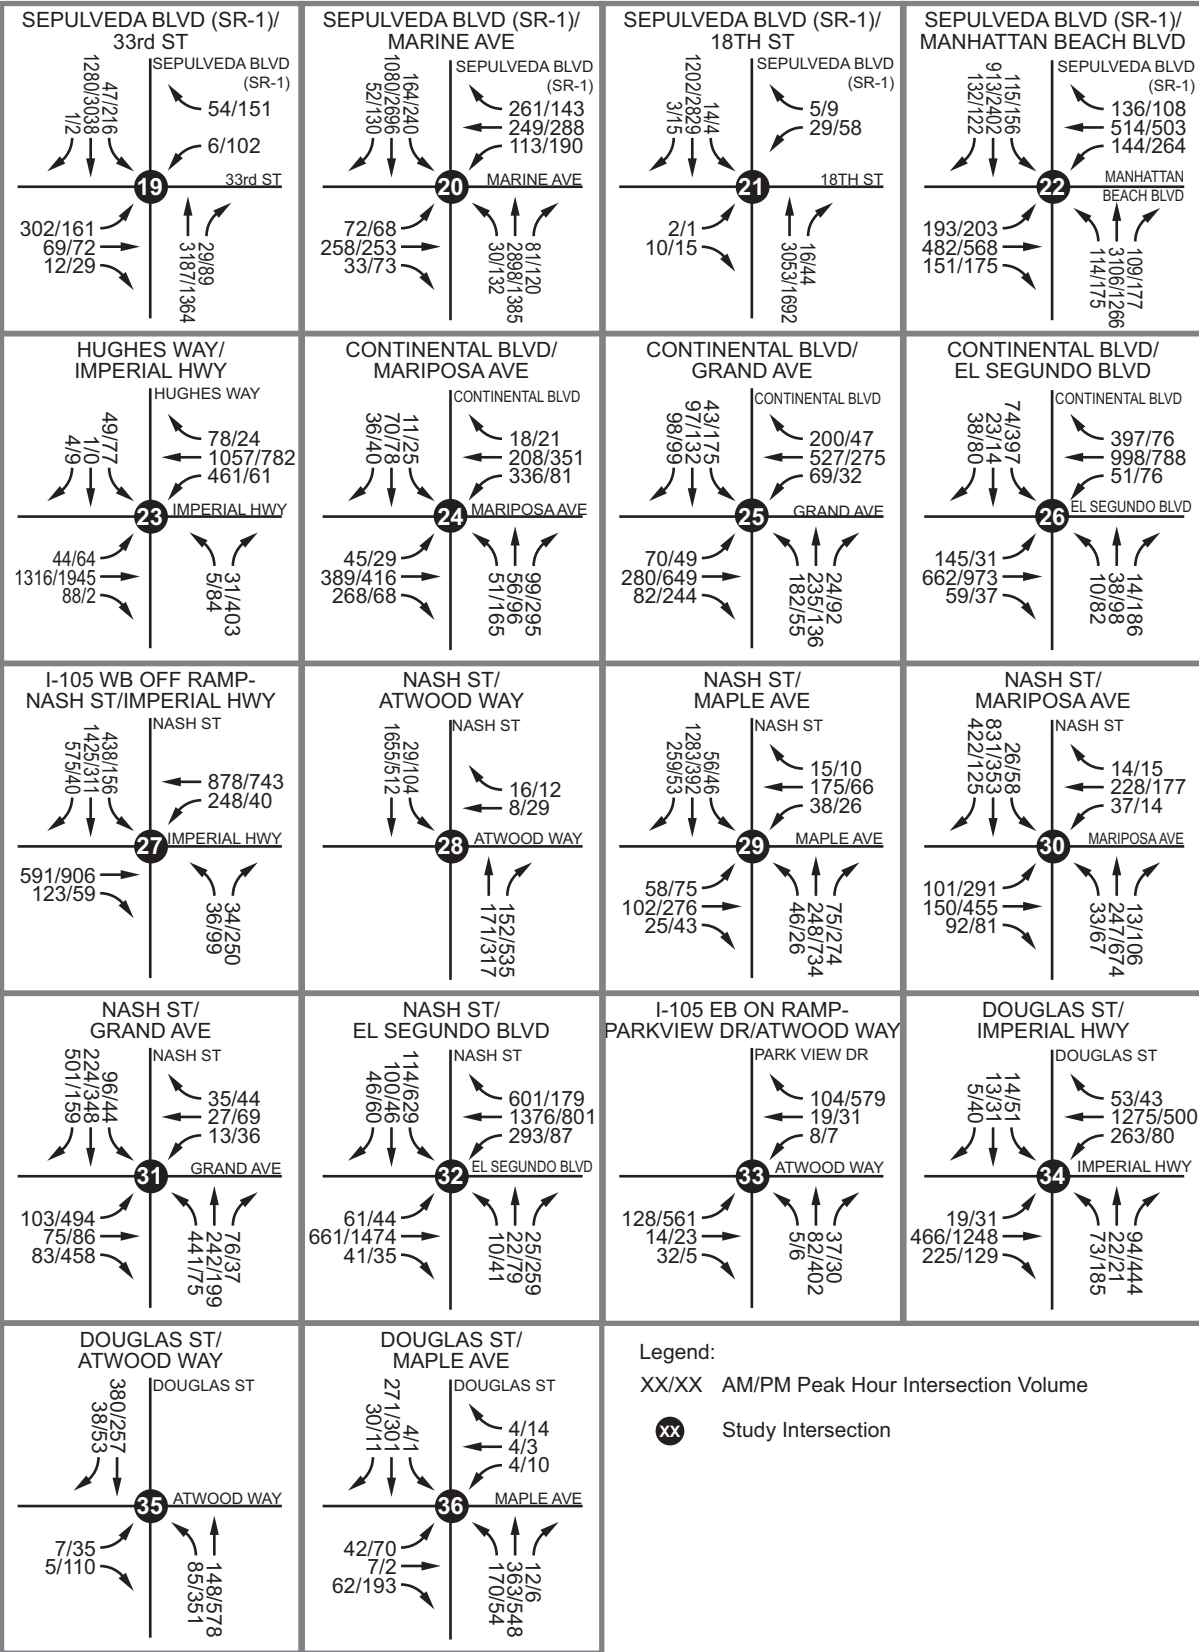 SEPULVEDA BLVD (SR-1)/
33rd ST
SEPULVEDA BLVD
(SR-1)
1/2
1280/3038
47/216
54/151
6/102
19
33rd ST
302/161
69/72
12/29
3187/1364
29/89
SEPULVEDA BLVD (SR-1)/
MARINE AVE
SEPULVEDA BLVD
(SR-1)
52/130
1080/2696
164/240
261/143
249/288
113/190
20
MARINE AVE
72/68
258/253
33/73
30/132
2898/1385
81/120
SEPULVEDA BLVD (SR-1)/
18TH ST
SEPULVEDA BLVD
(SR-1)
3/15
1202/2829
14/4
5/9
29/58
21
18TH ST
2/1
10/15
3053/1692
16/44
SEPULVEDA BLVD (SR-1)/
MANHATTAN BEACH BLVD
SEPULVEDA BLVD
(SR-1)
132/122
913/2402
115/156
136/108
514/503
144/264
22
MANHATTAN
BEACH BLVD
193/203
482/568
151/175
114/175
3106/1266
109/177
HUGHES WAY/
IMPERIAL HWY
HUGHES WAY
4/9
1/0
49/77
78/24
1057/782
461/61
23
IMPERIAL HWY
44/64
1316/1945
88/2
5/84
31/403
CONTINENTAL BLVD/
MARIPOSA AVE
CONTINENTAL BLVD
36/40
70/78
11/25
18/21
208/351
336/81
24
MARIPOSA AVE
45/29
389/416
268/68
51/165
56/96
99/295
CONTINENTAL BLVD/
GRAND AVE
CONTINENTAL BLVD
98/99
97/132
43/175
200/47
527/275
69/32
25
GRAND AVE
70/49
280/649
82/244
182/55
235/136
24/92
CONTINENTAL BLVD/
EL SEGUNDO BLVD
CONTINENTAL BLVD
38/80
23/14
74/397
397/76
998/788
51/76
26
EL SEGUNDO BLVD
145/31
662/973
59/37
10/82
38/98
14/186
I-105 WB OFF RAMP-
NASH ST/IMPERIAL HWY
NASH ST
575/40
1425/311
438/156
878/743
248/40
27
IMPERIAL HWY
591/906
123/59
36/99
34/250
NASH ST/
ATWOOD WAY
NASH ST
1655/512
29/104
16/12
8/29
28
ATWOOD WAY
171/317
152/535
NASH ST/
MAPLE AVE
NASH ST
259/53
1283/392
56/46
15/10
175/66
38/26
29
MAPLE AVE
58/75
102/276
25/43
46/26
248/734
75/274
NASH ST/
MARIPOSA AVE
NASH ST
422/125
831/353
26/58
14/15
228/177
37/14
30
MARIPOSA AVE
101/291
150/455
92/81
33/67
247/674
13/106
NASH ST/
GRAND AVE
NASH ST
501/159
224/348
96/44
35/44
27/69
13/36
31
GRAND AVE
103/494
75/86
83/458
441/75
242/199
76/37
NASH ST/
EL SEGUNDO BLVD
NASH ST
46/60
100/46
114/629
601/179
1376/801
293/87
32
EL SEGUNDO BLVD
61/44
661/1474
41/35
10/41
22/79
25/259
I-105 EB ON RAMP-
PARKVIEW DR/ATWOOD WAY
PARK VIEW DR
104/579
19/31
8/7
33
ATWOOD WAY
128/561
14/23
32/5
5/6
82/402
37/30
DOUGLAS ST/
IMPERIAL HWY
DOUGLAS ST
5/40
13/31
14/51
53/43
1275/500
263/80
34
IMPERIAL HWY
19/31
466/1248
225/129
73/185
22/21
94/444
DOUGLAS ST/
ATWOOD WAY
DOUGLAS ST
38/53
380/257
35
ATWOOD WAY
7/35
5/110
85/351
148/578
DOUGLAS ST/
MAPLE AVE
DOUGLAS ST
30/11
271/301
4/1
4/14
4/3
4/10
36
MAPLE AVE
42/70
7/2
62/193
170/54
363/548
12/6
Legend:
XX/XX AM/PM Peak Hour Intersection Volume
XX Study Intersection